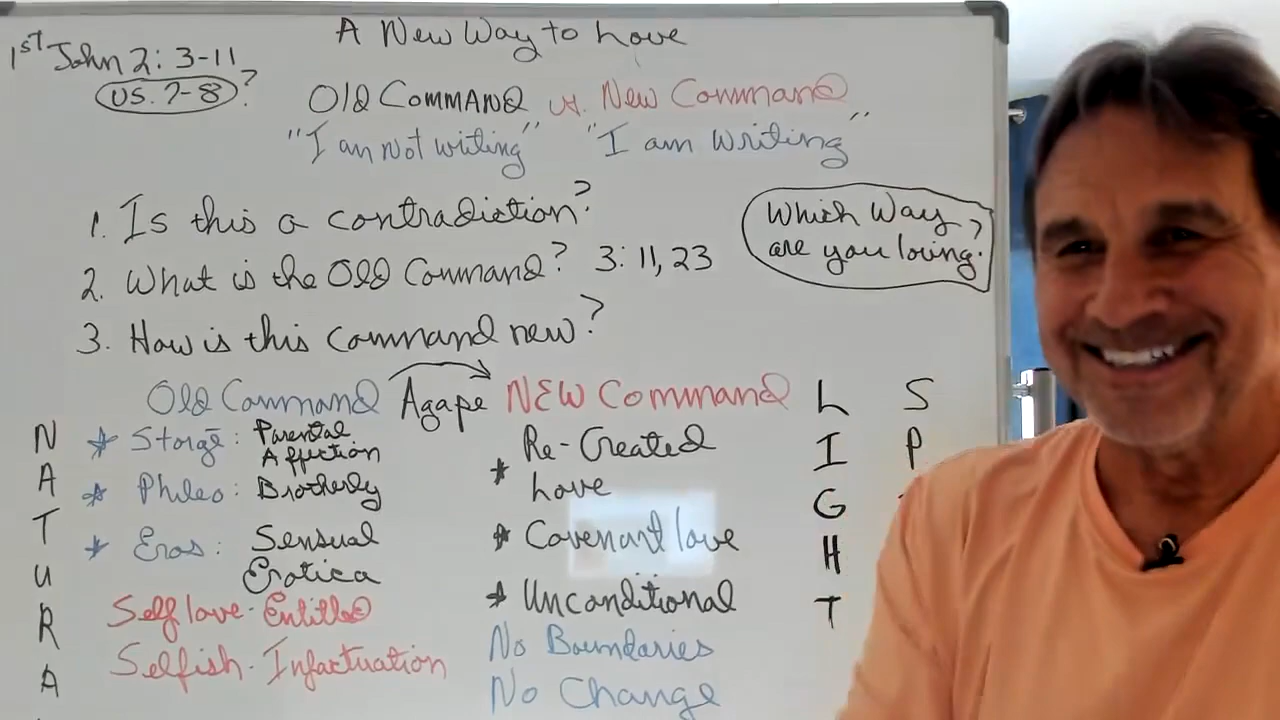 A New Way to Love
1st John 2: 3-11
vs. 7-8?
Old Command vs. New Command
"I am Not writing" "I am writing"
1. Is this a contradiction?
2. What is the Old Command? 3: 11, 23
3. How is this command new?
Which Way
are you loving?
Old Command Agape NEW Command
* Storge: Parental
Affection
* Phileo: Brotherly
* Eros: Sensual
Erotica
Self love - Entitled
Selfish - Infactuation
* Re-Created
Love
* Covenant love
* Unconditional
No Boundaries
No Change
N
A
T
U
R
A
L
I
G
H
T
S
P